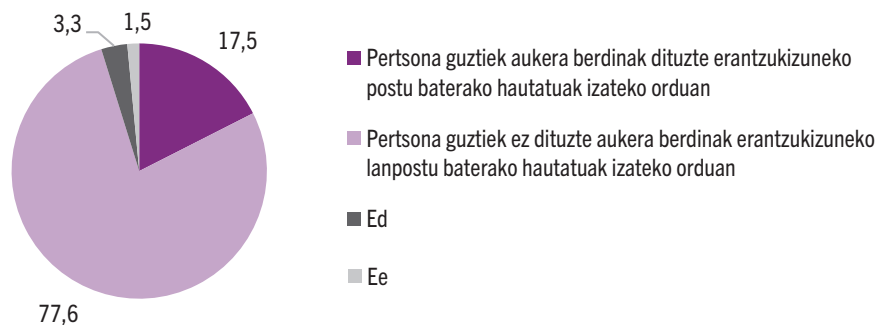 3,3
1,5
17,5
77,6
Pertsona guztiek aukera berdinak dituzte erantzukizuneko
postu baterako hautatuak izateko orduan
Pertsona guztiek ez dituzte aukera berdinak erantzukizuneko
lanpostu baterako hautatuak izateko orduan
Ed
Ee